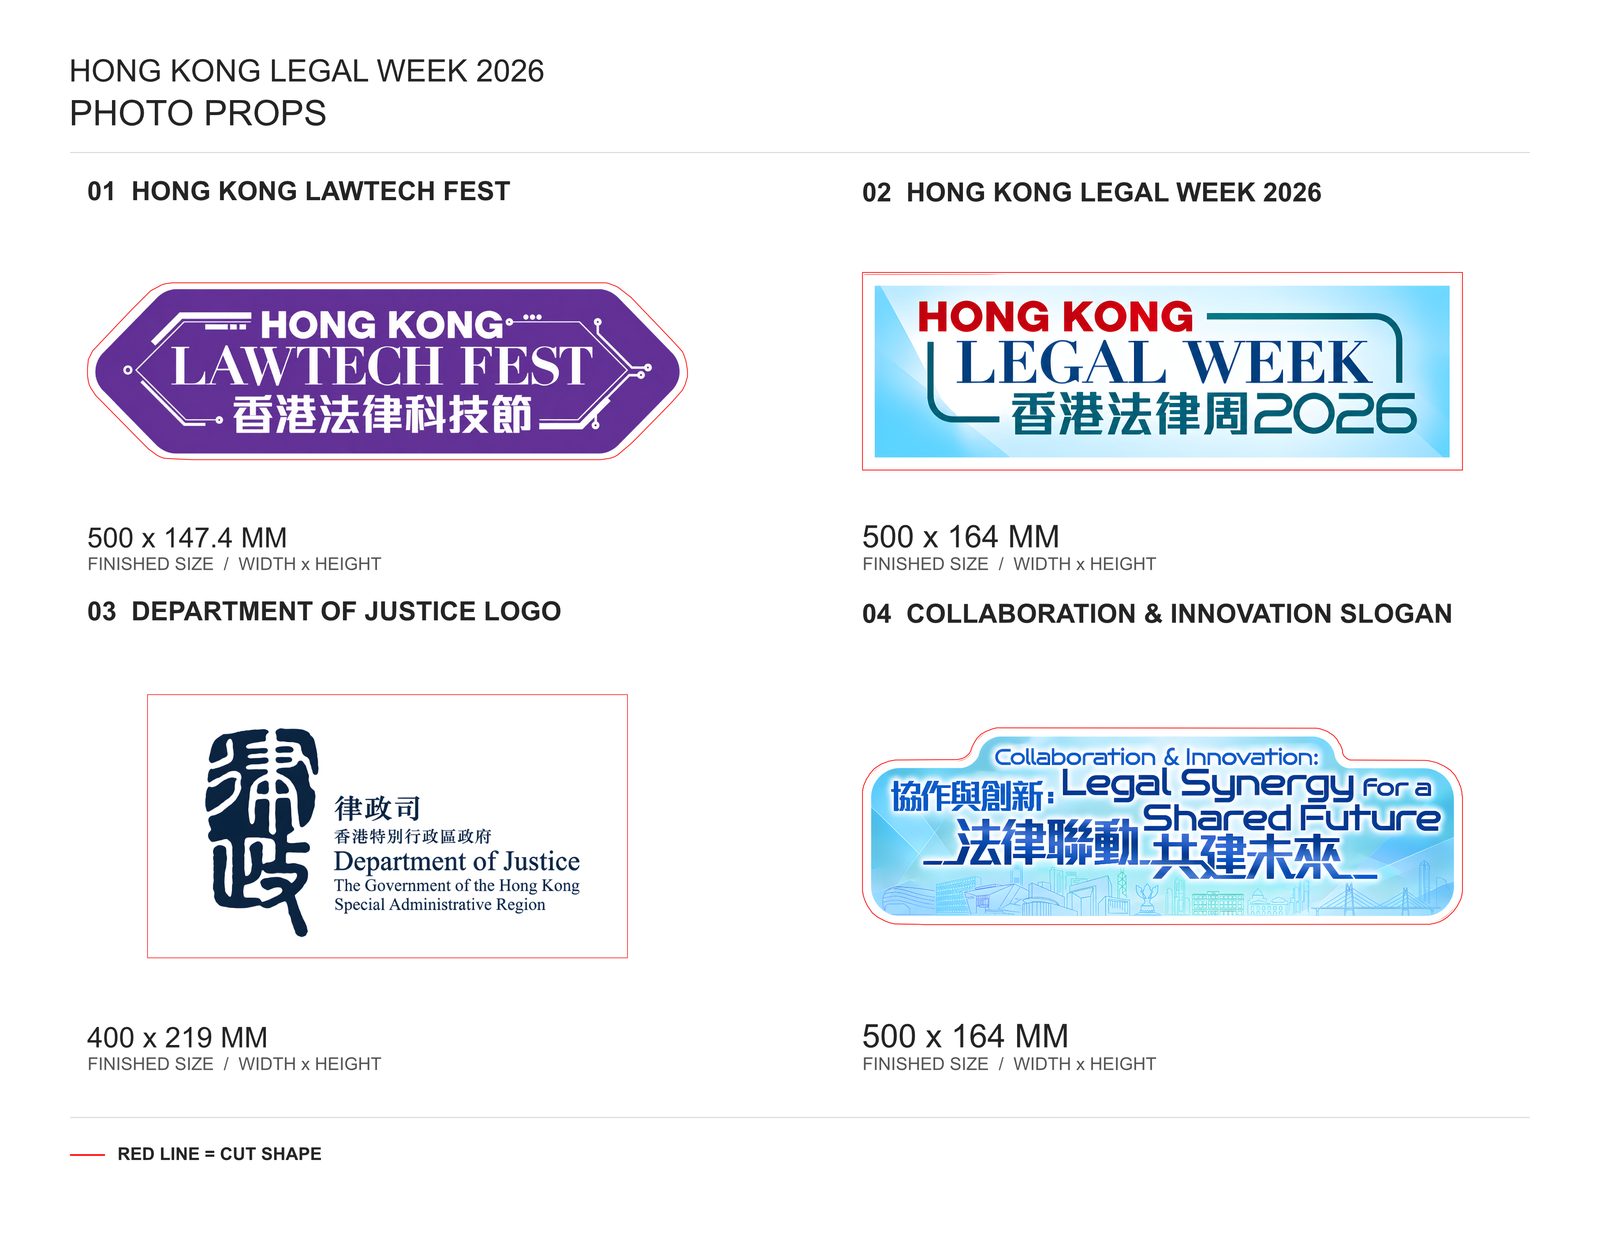 HONG KONG LEGAL WEEK 2026
PHOTO PROPS
01 HONG KONG LAWTECH FEST
HONG KONG
LAWTECH FEST
香港法律科技節
500 x 147.4 MM
FINISHED SIZE / WIDTH x HEIGHT
02 HONG KONG LEGAL WEEK 2026
HONG KONG
LEGAL WEEK
香港法律周2026
500 x 164 MM
FINISHED SIZE / WIDTH x HEIGHT
03 DEPARTMENT OF JUSTICE LOGO
律政
律政司
香港特別行政區政府
Department of Justice
The Government of the Hong Kong
Special Administrative Region
400 x 219 MM
FINISHED SIZE / WIDTH x HEIGHT
04 COLLABORATION & INNOVATION SLOGAN
Collaboration & Innovation:
Legal Synergy for a
Shared Future
協作與創新:
法律聯動 共建未來
500 x 164 MM
FINISHED SIZE / WIDTH x HEIGHT
RED LINE = CUT SHAPE